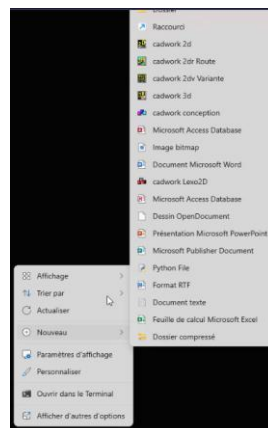 Dossier
Raccourci
cadwork 2d
cadwork 2dr Route
cadwork 2dv Variante
cadwork 3d
cadwork conception
Microsoft Access Database
Image bitmap
Document Microsoft Word
cadwork Lexo2D
Microsoft Access Database
Dessin OpenDocument
Présentation Microsoft PowerPoint
Microsoft Publisher Document
Python File
Format RTF
Document texte
Feuille de calcul Microsoft Excel
Dossier compressé
Affichage
Trier par
Actualiser
Nouveau
Paramètres d'affichage
Personnaliser
Ouvrir dans le Terminal
Afficher d'autres d'options